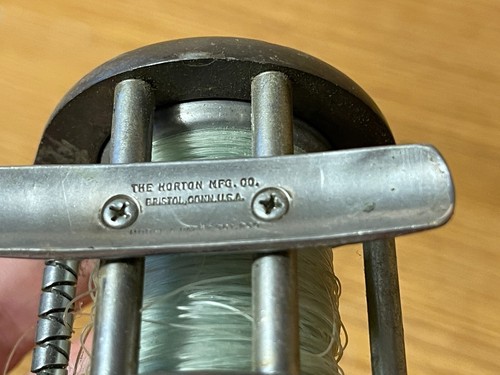 THE HORTON MFG. CO.
BRISTOL, CONN. U.S.A.